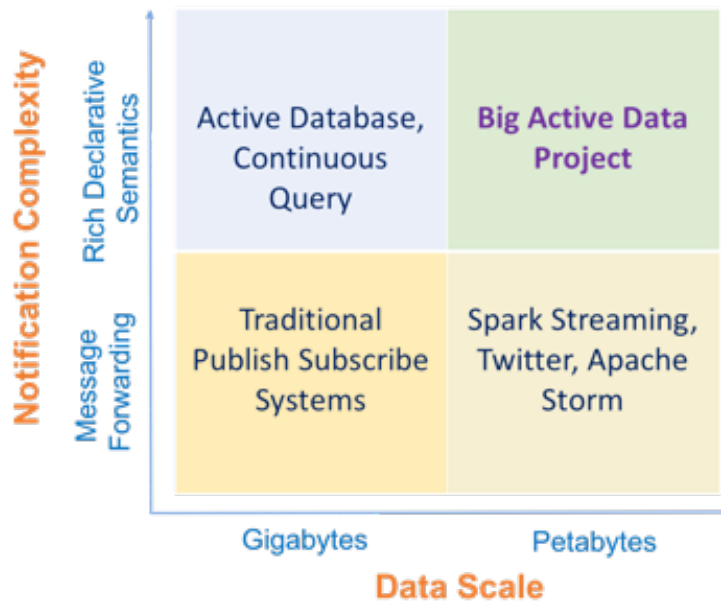 Notification Complexity
Rich Declarative
Semantics
Message
Forwarding
Active Database,
Continuous
Query
Big Active Data
Project
Traditional
Publish Subscribe
Systems
Spark Streaming,
Twitter, Apache
Storm
Gigabytes
Petabytes
Data Scale